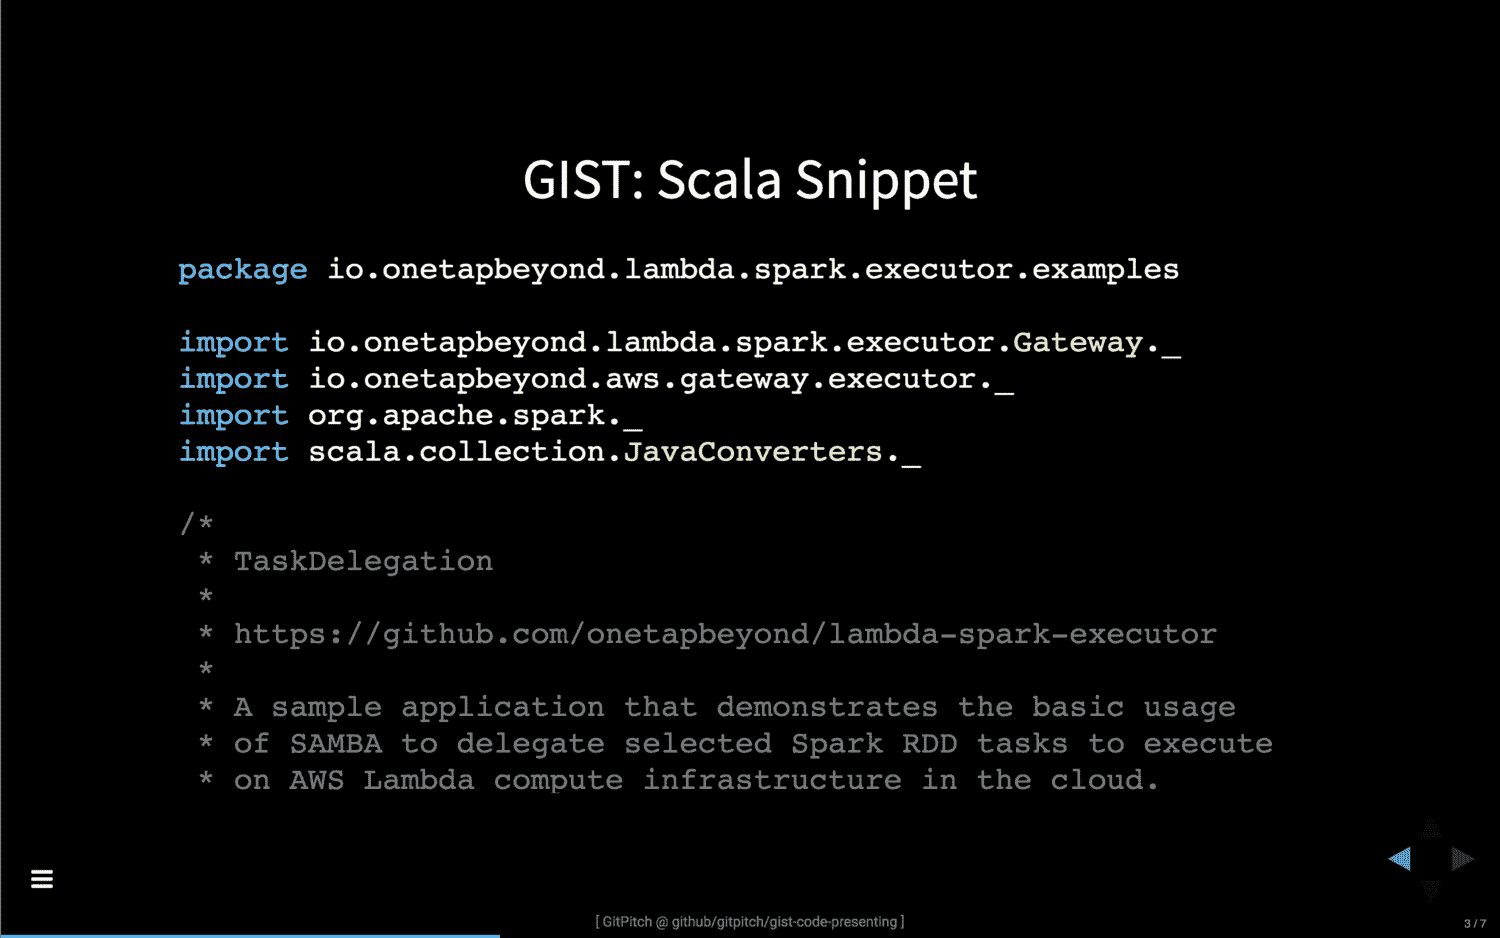 GIST: Scala Snippet
package io.onetapbeyond.lambda.spark.executor.examples
import io.onetapbeyond.lambda.spark.executor.Gateway._
import io.onetapbeyond.aws.gateway.executor._
import org.apache.spark._
import scala.collection.JavaConverters._
/*
 * TaskDelegation
 *
 * https://github.com/onetapbeyond/lambda-spark-executor
 *
 * A sample application that demonstrates the basic usage
 * of SAMBA to delegate selected Spark RDD tasks to execute
 * on AWS Lambda compute infrastructure in the cloud.
[ GitPitch @ github/gitpitch/gist-code-presenting ]
3 / 7